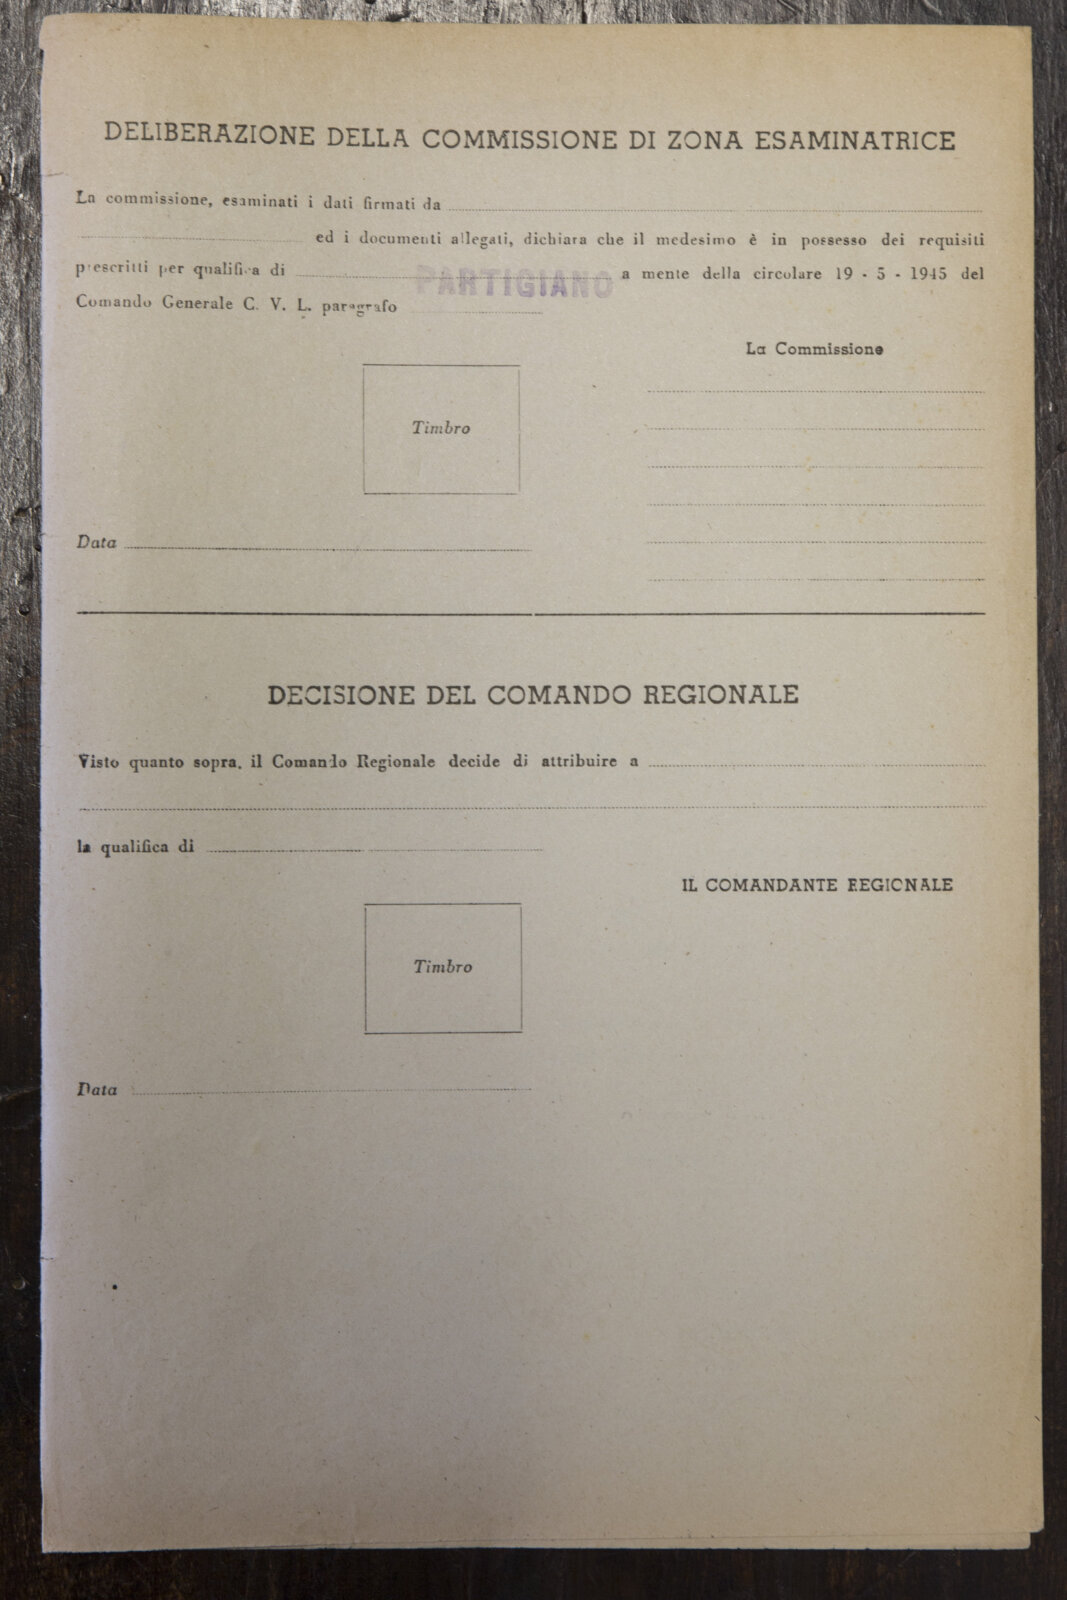 DELIBERAZIONE DELLA COMMISSIONE DI ZONA ESAMINATRICE
La commissione, esaminati i dati firmati da
ed i documenti allegati, dichiara che il medesimo è in possesso dei requisiti
prescritti per qualifica di PARTIGIANO a mente della circolare 19 - 5 - 1945 del
Comando Generale C. V. L. paragrafo
La Commissione
Timbro
Data
DECISIONE DEL COMANDO REGIONALE
Visto quanto sopra, il Comando Regionale decide di attribuire a
la qualifica di
IL COMANDANTE REGIONALE
Timbro
Data